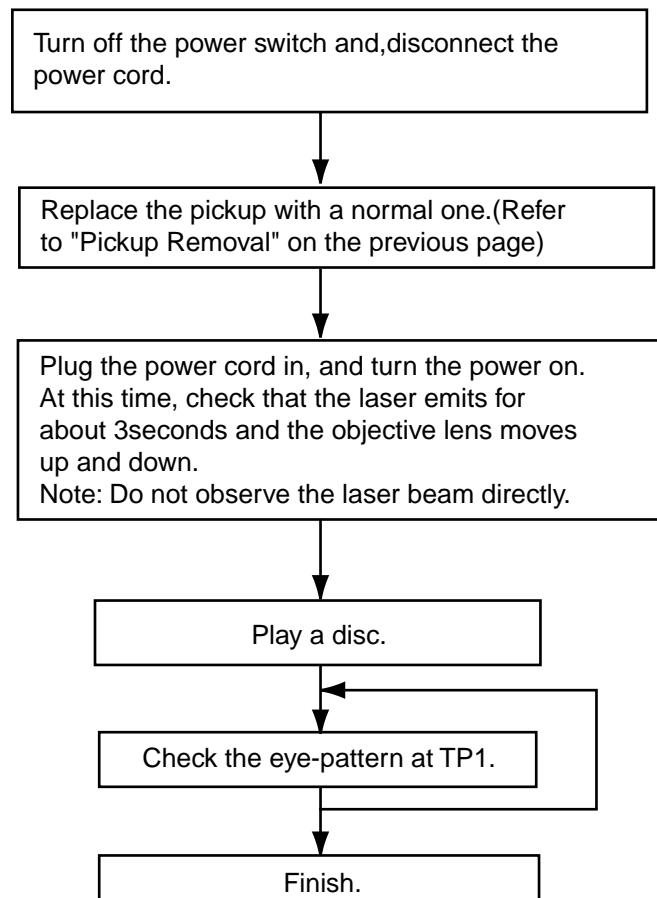 Turn off the power switch and,disconnect the
power cord.
Replace the pickup with a normal one.(Refer
to "Pickup Removal" on the previous page)
Plug the power cord in, and turn the power on.
At this time, check that the laser emits for
about 3seconds and the objective lens moves
up and down.
Note: Do not observe the laser beam directly.
Play a disc.
Check the eye-pattern at TP1.
Finish.